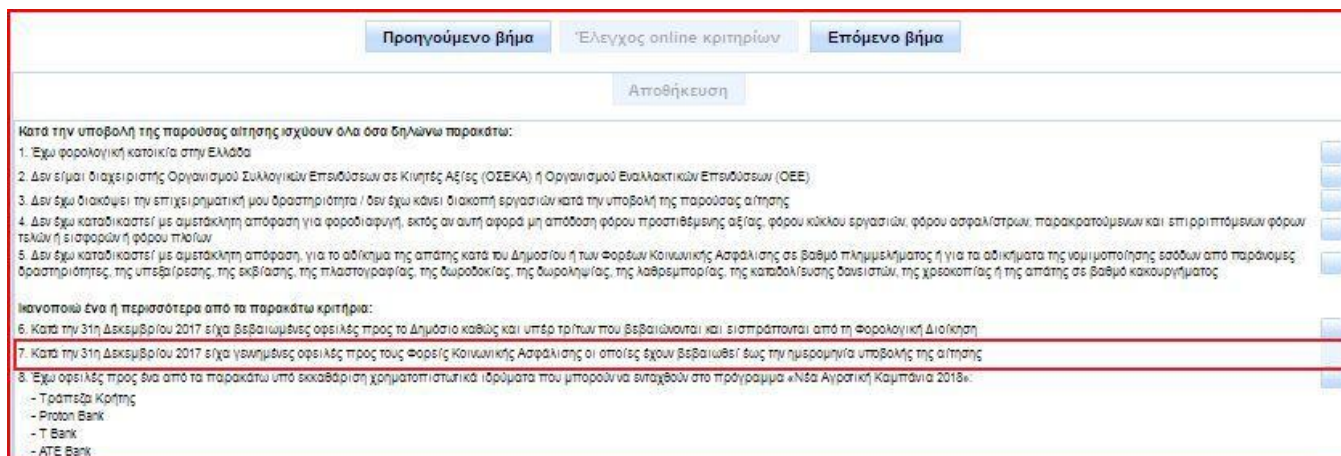 Προηγούμενο βήμα Έλεγχος online κριτηρίων Επόμενο βήμα
Αποθήκευση
Κατά την υποβολή της παρούσας αίτησης ισχύουν όλα όσα δηλώνω παρακάτω:
1. Έχω φορολογική κατοικία στην Ελλάδα
2. Δεν είμαι διαχειριστής Οργανισμού Συλλογικών Επενδύσεων σε Κινητές Αξίες (ΟΣΕΚΑ) ή Οργανισμού Εναλλακτικών Επενδύσεων (ΟΕΕ)
3. Δεν έχω διακόψει την επιχειρηματική μου δραστηριότητα / δεν έχω κάνει διακοπή εργασιών κατά την υποβολή της παρούσας αίτησης
4. Δεν έχω καταδικαστεί με αμετάκλητη απόφαση για φοροδιαφυγή, εκτός αν αυτή αφορά μη απόδοση φόρου προστιθέμενης αξίας, φόρου κύκλου εργασιών, φόρου ασφαλίστρων, παρακρατούμενων και επιρριπτόμενων φόρων
τελών ή εισφορών ή φόρου πλοίων
5. Δεν έχω καταδικαστεί με αμετάκλητη απόφαση, για το αδίκημα της απάτης κατά του Δημοσίου ή των Φορέων Κοινωνικής Ασφάλισης σε βαθμό πλημμελήματος ή για τα αδικήματα της νομιμοποίησης εσόδων από παράνομες
δραστηριότητες, της υπεξαίρεσης, της εκβίασης, της πλαστογραφίας, της δωροδοκίας, της δωροληψίας, της λαθρεμπορίας, της καταδολίευσης δανειστών, της χρεοκοπίας ή της απάτης σε βαθμό κακουργήματος
Ικανοποιώ ένα ή περισσότερα από τα παρακάτω κριτήρια:
6. Κατά την 31η Δεκεμβρίου 2017 είχα βεβαιωμένες οφειλές προς το Δημόσιο καθώς και υπέρ τρίτων που βεβαιώνονται και εισπράττονται από τη Φορολογική Διοίκηση
7. Κατά την 31η Δεκεμβρίου 2017 είχα γεννημένες οφειλές προς τους Φορείς Κοινωνικής Ασφάλισης οι οποίες έχουν βεβαιωθεί έως την ημερομηνία υποβολής της αίτησης
8. Έχω οφειλές προς ένα από τα παρακάτω υπό εκκαθάριση χρηματοπιστωτικά ιδρύματα που μπορούν να ενταχθούν στο πρόγραμμα «Νέα Αγροτική Καμπάνια 2018»:
- Τράπεζα Κρήτης
- Proton Bank
- T Bank
- ATE Bank